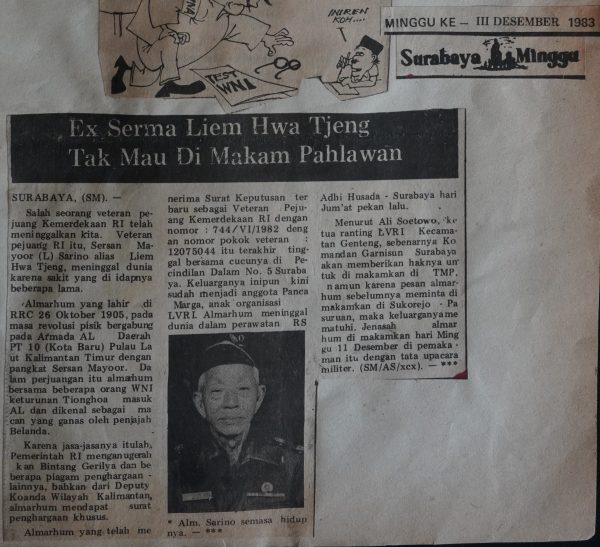 INIREN
KOH....
TEST
WNI
MINGGU KE - III DESEMBER 1983
Surabaya Minggu
Ex Serma Liem Hwa Tjeng
Tak Mau Di Makam Pahlawan
SURABAYA, (SM). —
Salah seorang veteran pe-
juang Kemerdekaan RI telah
meninggalkan kita. Veteran
pejuang RI itu, Sersan Ma-
yoor (L) Sarino alias Liem
Hwa Tjeng, meninggal dunia
karena sakit yang di idapnya
beberapa lama.
Almarhum yang lahir di
RRC 26 Oktober 1905, pada
masa revolusi pisik bergabung
pada Armada AL Daerah
PT 10 (Kota Baru) Pulau La
ut Kalimantan Timur dengan
pangkat Sersan Mayoor. Da
lam perjuangan itu almarhum
bersama beberapa orang WNI
keturunan Tionghoa masuk
AL dan dikenal sebagai ma
can yang ganas oleh penjajah
Belanda.
Karena jasa-jasanya itulah,
Pemerintah RI menganugerah
kan Bintang Gerilya dan be
berapa piagam penghargaan -
lainnya, bahkan dari Deputy
Koanda Wilayah Kalimantan,
almarhum mendapat surat
penghargaan khusus.
Almarhum yang telah me
nerima Surat Keputusan ter
baru sebagai Veteran Peju-
ang Kemerdekaan RI dengan
nomor : 744/VI/1982 deng
an nomor pokok veteran :
12075044 itu terakhir ting-
gal bersama cucunya di Pe-
cindilan Dalam No. 5 Suraba
ya. Keluarganya inipun kini
sudah menjadi anggota Panca
Marga, anak organisasi
LVRI. Almarhum meninggal
dunia dalam perawatan RS
* Alm. Sarino semasa hidup
nya. — ***
Adhi Husada - Surabaya hari
Jum'at pekan lalu.
Menurut Ali Soetowo, ke
tua ranting LVRI Kecama-
tan Genteng, sebenarnya Ko
mandan Garnisun Surabaya
akan memberikan haknya un
tuk di makamkan di TMP,
namun karena pesan almar-
hum sebelumnya meminta di
makamkan di Sukorejo - Pa
suruan, maka keluarganya me
matuhi. Jenasah almar
hum di makamkan hari Ming
gu 11 Desember di pemaka -
man itu dengan tata upacara
militer. (SM/AS/xcx). — ***